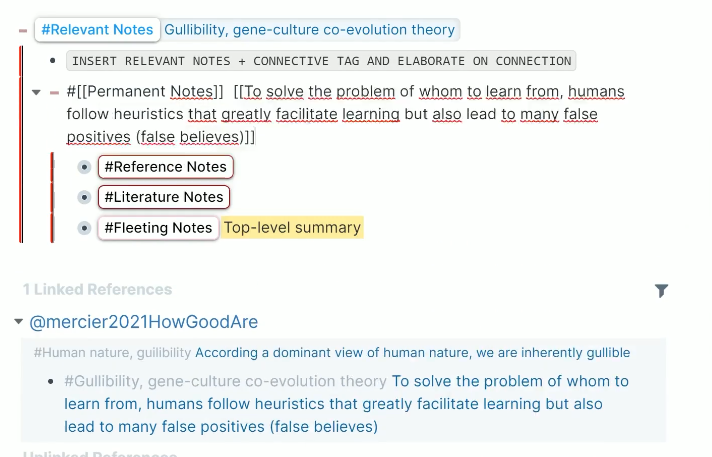 #Relevant Notes Gullibility, gene-culture co-evolution theory
INSERT RELEVANT NOTES + CONNECTIVE TAG AND ELABORATE ON CONNECTION
#[[Permanent Notes]] [[To solve the problem of whom to learn from, humans
follow heuristics that greatly facilitate learning but also lead to many false
positives (false believes)]]
#Reference Notes
#Literature Notes
#Fleeting Notes Top-level summary
1 Linked References
@mercier2021HowGoodAre
#Human nature, guilibility According a dominant view of human nature, we are inherently gullible
#Gullibility, gene-culture co-evolution theory To solve the problem of whom to
learn from, humans follow heuristics that greatly facilitate learning but also
lead to many false positives (false believes)
Unlinked References